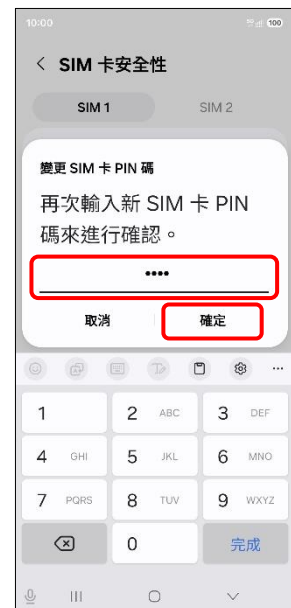 10:00 100
< SIM 卡安全性
SIM 1 SIM 2
變更 SIM 卡 PIN 碼
再次輸入新 SIM 卡 PIN
碼來進行確認。
••••
取消 確定
1 2 ABC 3 DEF
4 GHI 5 JKL 6 MNO
7 PQRS 8 TUV 9 WXYZ
0 完成